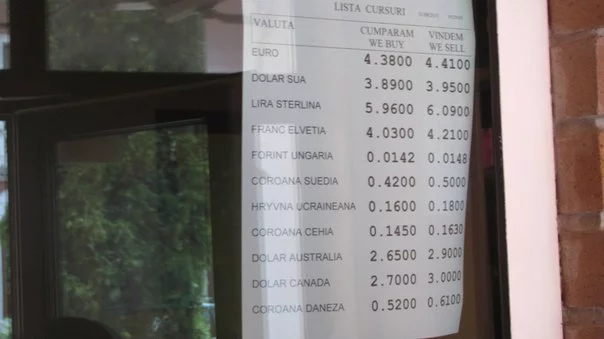 LISTA CURSURI
VALUTA CUMPARAM VINDEM
WE BUY WE SELL
EURO 4.3800 4.4100
DOLAR SUA 3.8900 3.9500
LIRA STERLINA 5.9600 6.0900
FRANC ELVETIA 4.0300 4.2100
FORINT UNGARIA 0.0142 0.0148
COROANA SUEDIA 0.4200 0.5000
HRYVNA UCRAINEANA 0.1600 0.1800
COROANA CEHIA 0.1450 0.1630
DOLAR AUSTRALIA 2.6500 2.9000
DOLAR CANADA 2.7000 3.0000
COROANA DANEZA 0.5200 0.6100